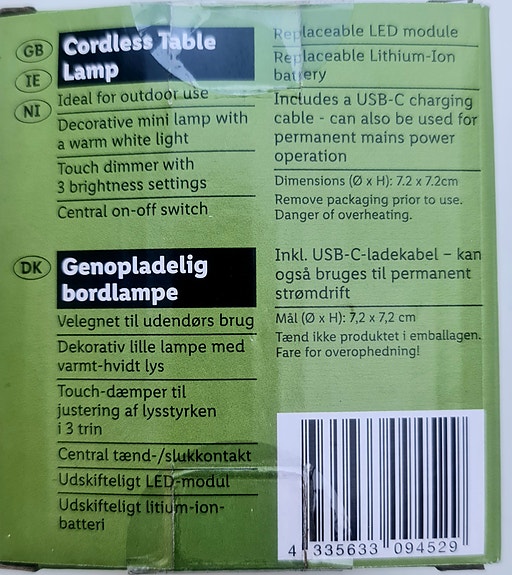 GB
IE
NI
Cordless Table
Lamp
Ideal for outdoor use
Decorative mini lamp with
a warm white light
Touch dimmer with
3 brightness settings
Central on-off switch
Replaceable LED module
Replaceable Lithium-Ion
battery
Includes a USB-C charging
cable - can also be used for
permanent mains power
operation
Dimensions (Ø x H): 7.2 x 7.2cm
Remove packaging prior to use.
Danger of overheating.
DK
Genopladelig
bordlampe
Velegnet til udendørs brug
Dekorativ lille lampe med
varmt-hvidt lys
Touch-dæmper til
justering af lysstyrken
i 3 trin
Central tænd-/slukkontakt
Udskifteligt LED-modul
Udskifteligt litium-ion-
batteri
Inkl. USB-C-ladekabel – kan
også bruges til permanent
strømdrift
Mål (Ø x H): 7,2 x 7,2 cm
Tænd ikke produktet i emballagen.
Fare for overophedning!
4 335633 094529